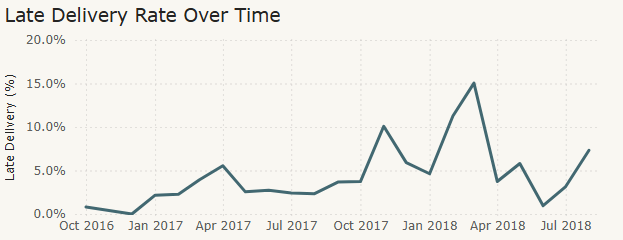 Late Delivery Rate Over Time
20.0%
15.0%
10.0%
5.0%
0.0%
Late Delivery (%)
Oct 2016 Jan 2017 Apr 2017 Jul 2017 Oct 2017 Jan 2018 Apr 2018 Jul 2018